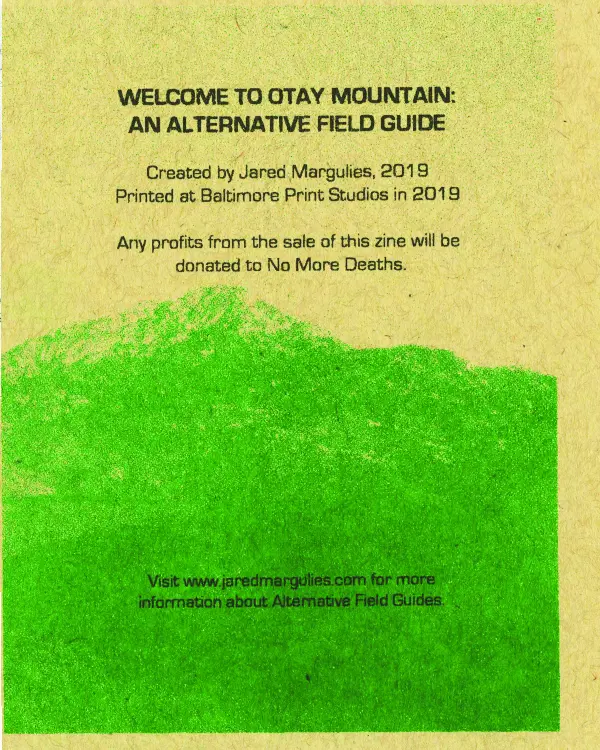 WELCOME TO OTAY MOUNTAIN:
AN ALTERNATIVE FIELD GUIDE
Created by Jared Margulies, 2019
Printed at Baltimore Print Studios in 2019
Any profits from the sale of this zine will be
donated to No More Deaths.
Visit www.jaredmargulies.com for more
information about Alternative Field Guides.